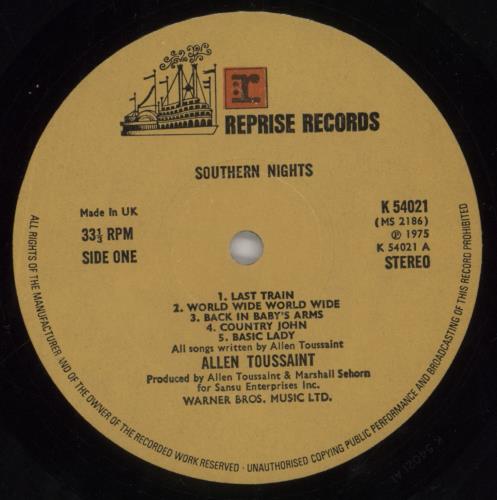 r
REPRISE RECORDS
SOUTHERN NIGHTS
Made In UK
33⅓ RPM
SIDE ONE
K 54021
(MS 2186)
℗ 1975
K 54021 A
STEREO
1. LAST TRAIN
2. WORLD WIDE WORLD WIDE
3. BACK IN BABY'S ARMS
4. COUNTRY JOHN
5. BASIC LADY
All songs written by Allen Toussaint
ALLEN TOUSSAINT
Produced by Allen Toussaint & Marshall Sehorn
for Sansu Enterprises Inc.
WARNER BROS. MUSIC LTD.
ALL RIGHTS OF THE MANUFACTURER AND OF THE OWNER OF THE RECORDED WORK RESERVED · UNAUTHORISED COPYING PUBLIC PERFORMANCE AND BROADCASTING OF THIS RECORD PROHIBITED